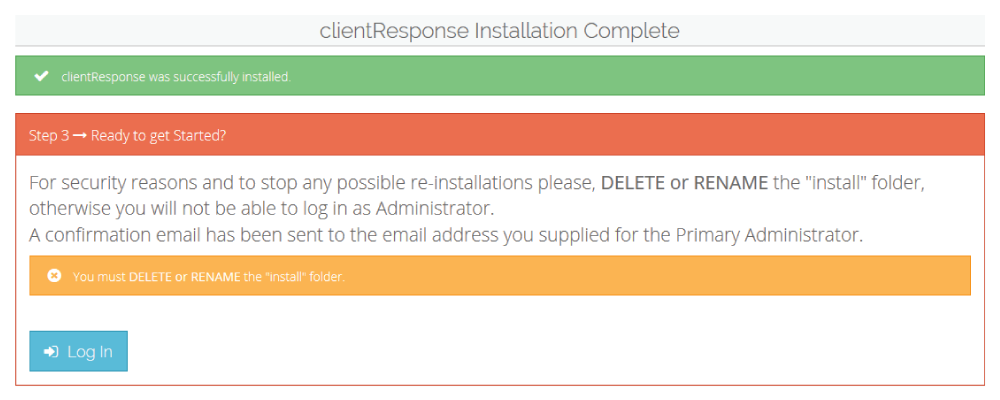 clientResponse Installation Complete
clientResponse was successfully installed.
Step 3 → Ready to get Started?
For security reasons and to stop any possible re-installations please, DELETE or RENAME the "install" folder,
otherwise you will not be able to log in as Administrator.
A confirmation email has been sent to the email address you supplied for the Primary Administrator.
You must DELETE or RENAME the "install" folder.
Log In